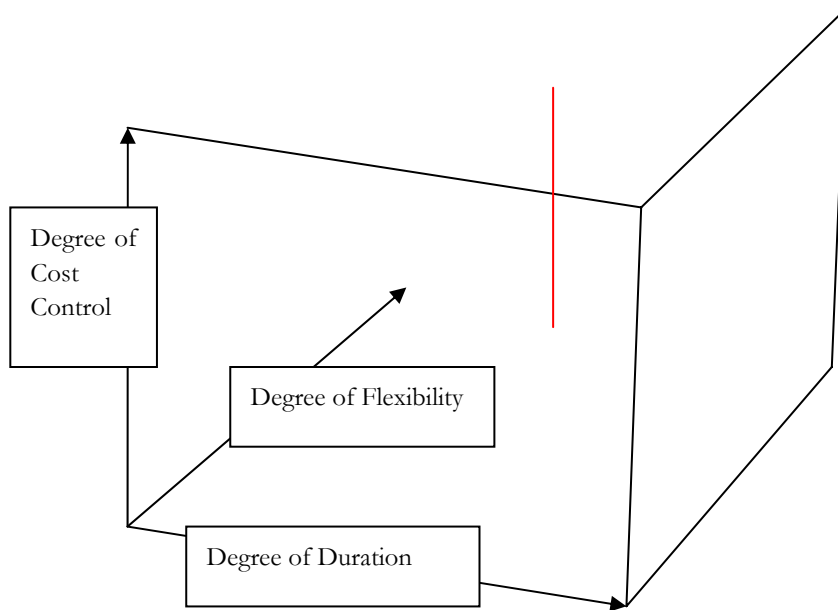 Degree of
Cost
Control
Degree of Flexibility
Degree of Duration